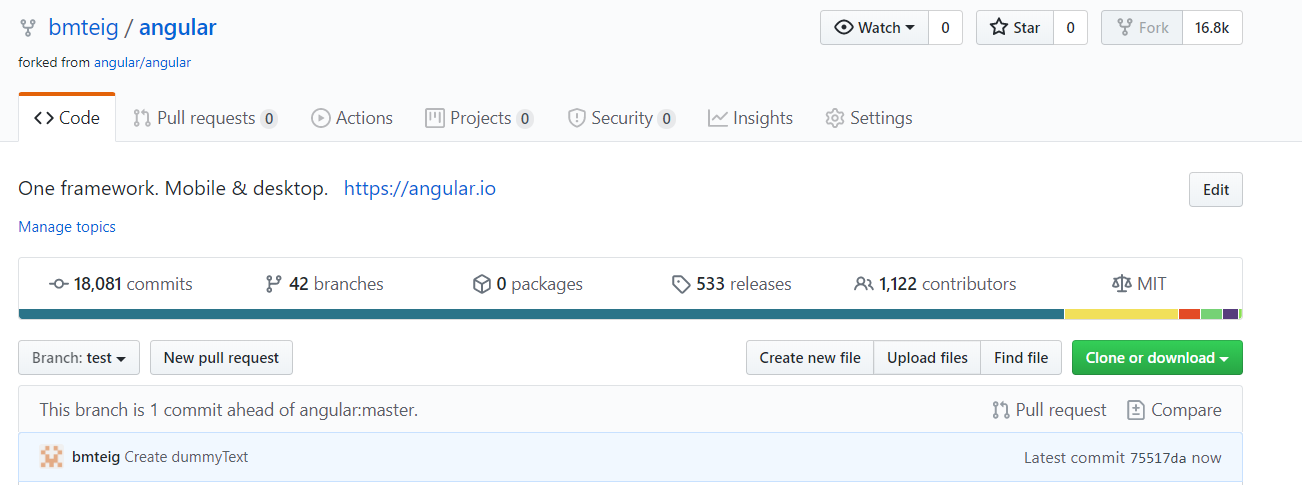 bmteig / angular Watch 0 Star 0 Fork 16.8k
forked from angular/angular
Code Pull requests 0 Actions Projects 0 Security 0 Insights Settings
One framework. Mobile & desktop. https://angular.io Edit
Manage topics
18,081 commits 42 branches 0 packages 533 releases 1,122 contributors MIT
Branch: test New pull request Create new file Upload files Find file Clone or download
This branch is 1 commit ahead of angular:master. Pull request Compare
bmteig Create dummyText Latest commit 75517da now